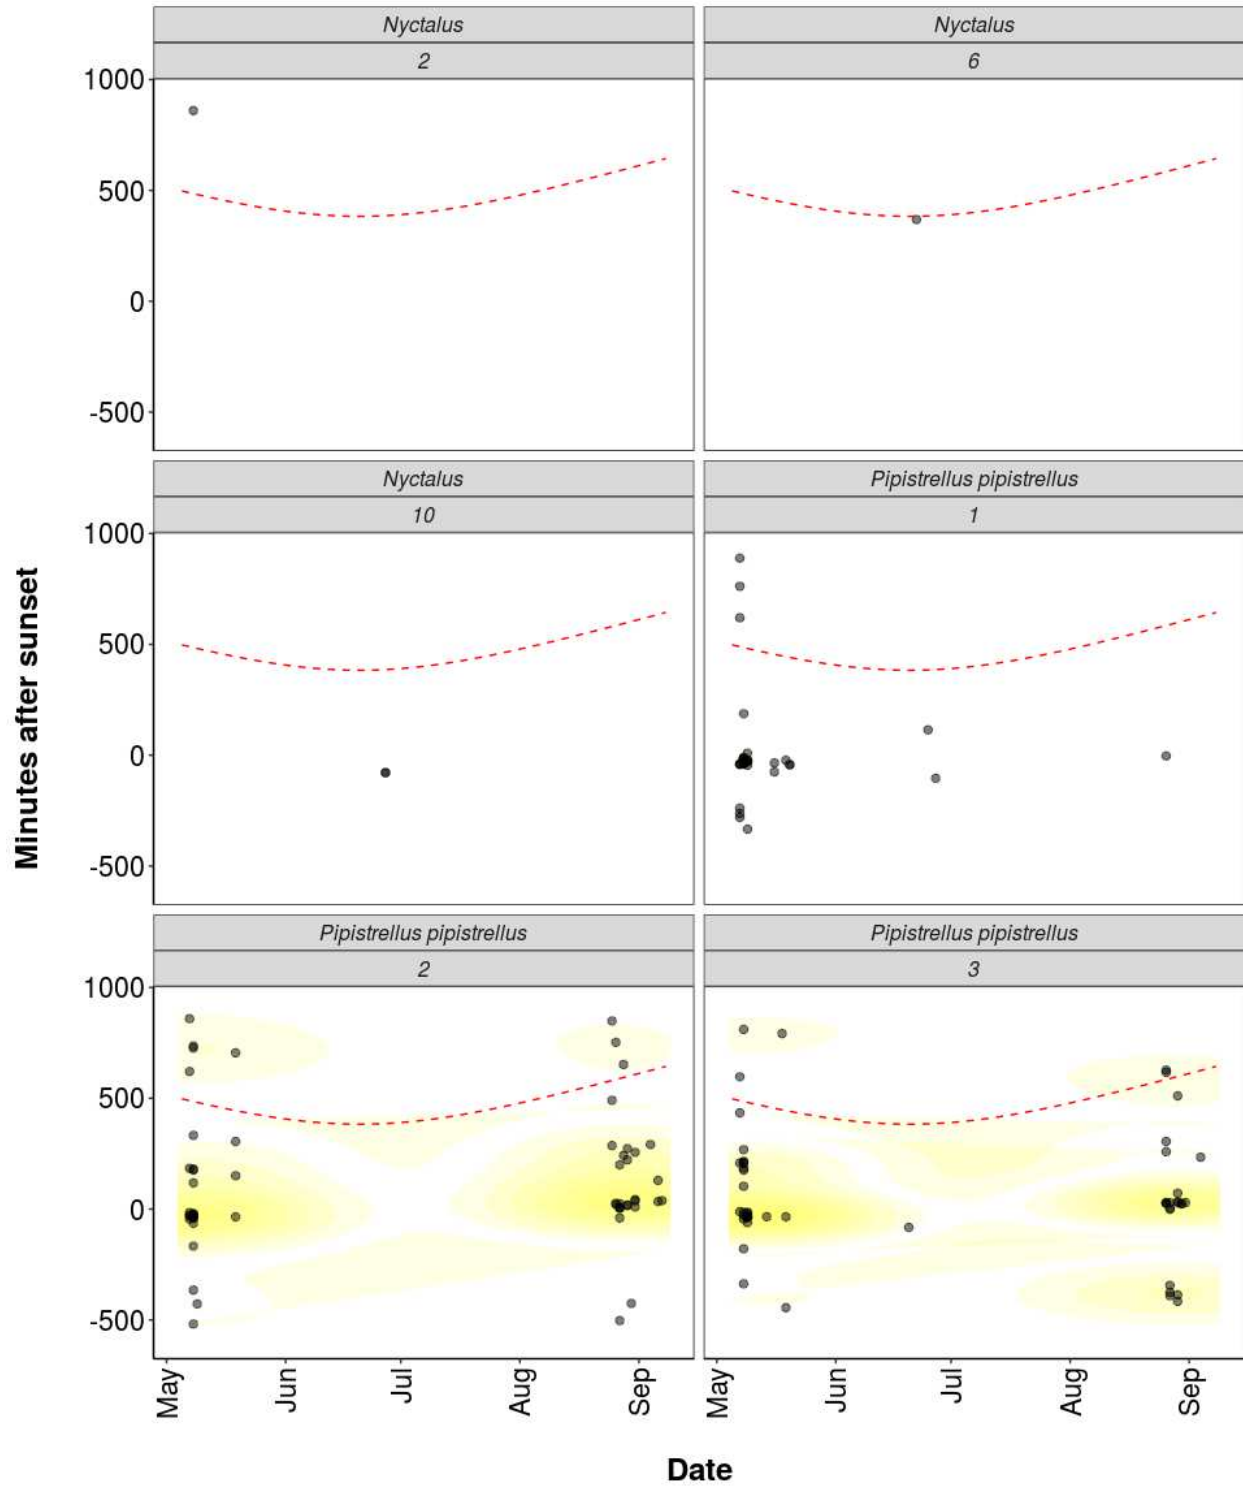 Nyctalus Nyctalus
2 6
1000
500
0
-500
Nyctalus Pipistrellus pipistrellus
10 1
1000
500
0
-500
Pipistrellus pipistrellus Pipistrellus pipistrellus
2 3
1000
500
0
-500
May Jun Jul Aug Sep May Jun Jul Aug Sep
Minutes after sunset
Date